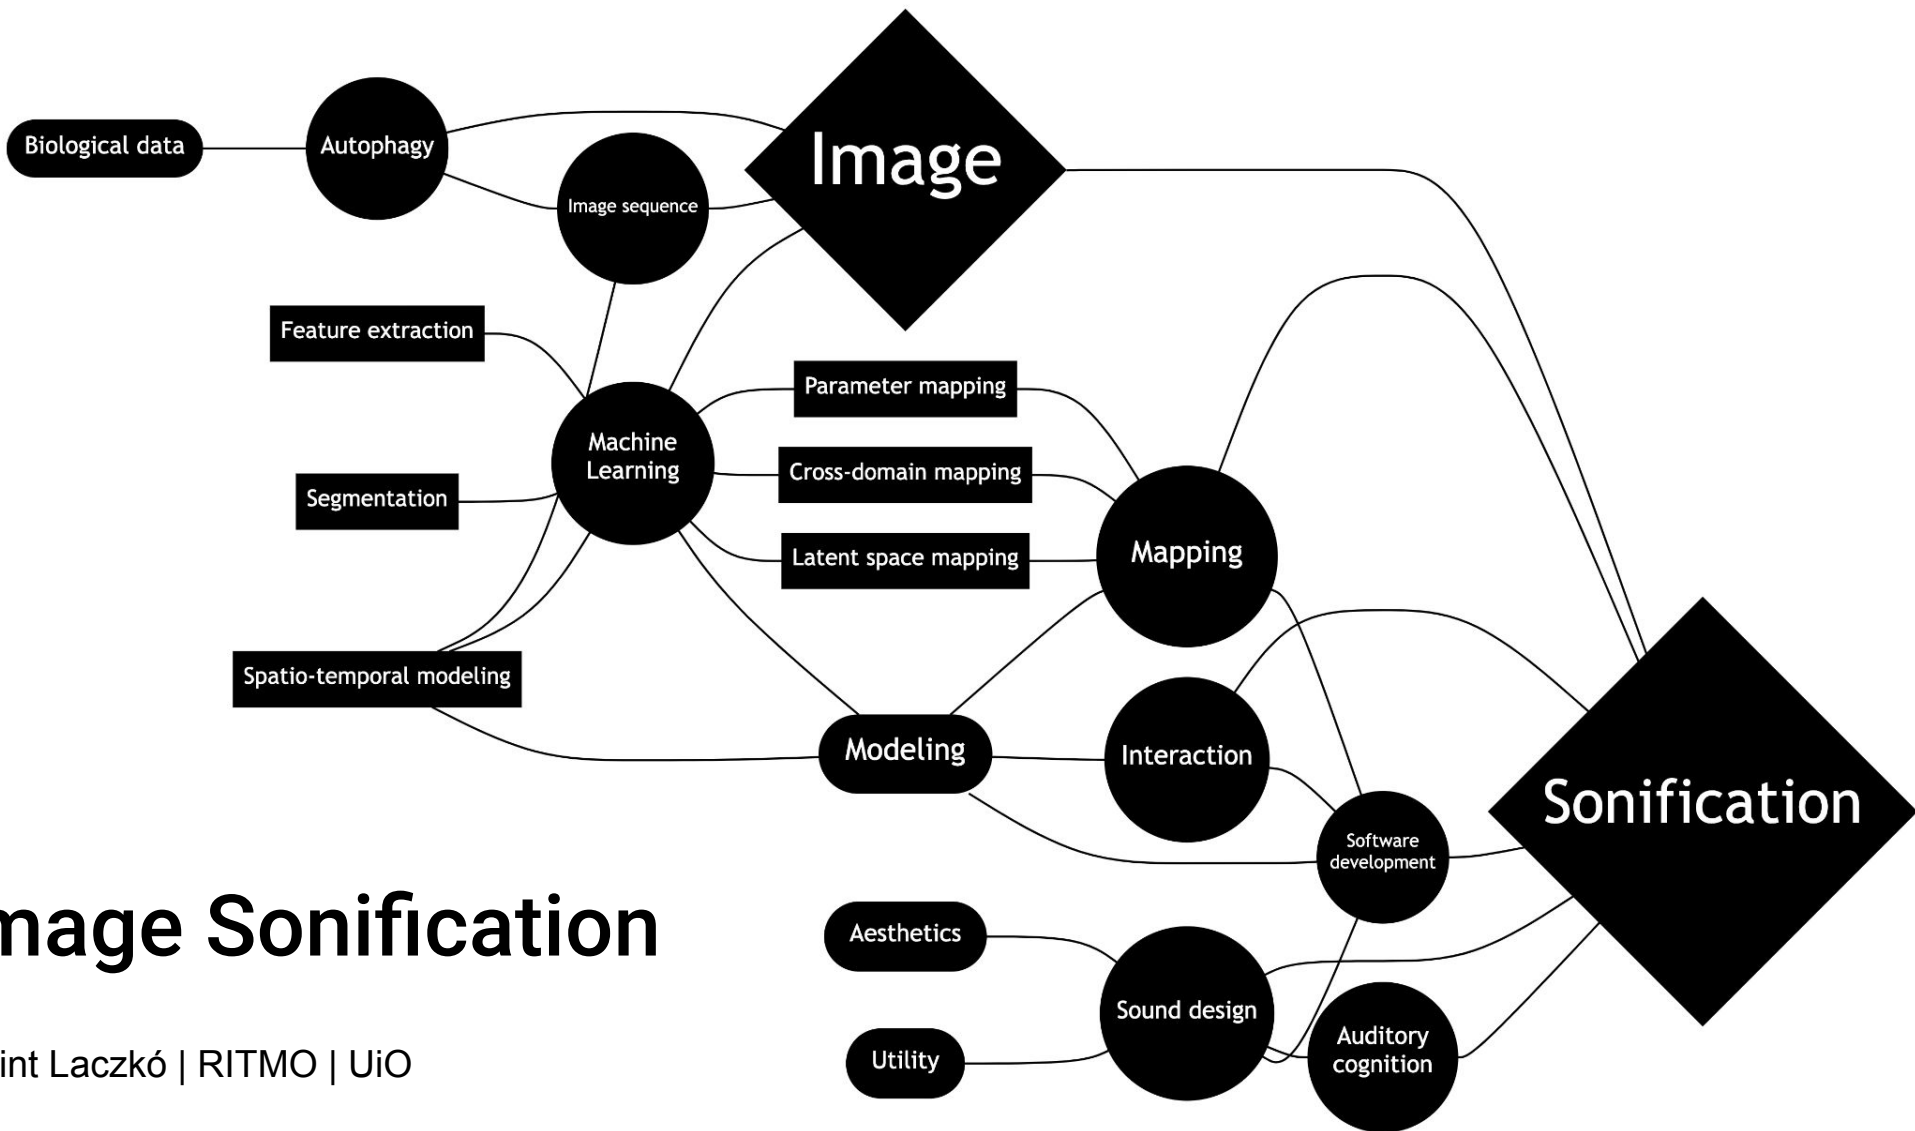 Biological data
Autophagy
Image sequence
Image
Feature extraction
Machine
Learning
Segmentation
Parameter mapping
Cross-domain mapping
Latent space mapping
Mapping
Spatio-temporal modeling
Modeling
Interaction
Software
development
Sonification
Aesthetics
Sound design
Utility
Auditory
cognition
mage Sonification
int Laczkó | RITMO | UiO